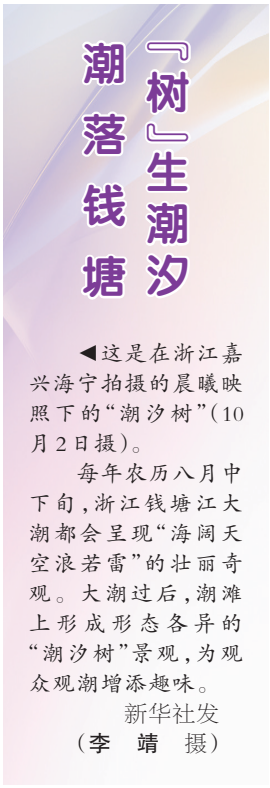 『树』生潮汐
潮落钱塘
◀这是在浙江嘉
兴海宁拍摄的晨曦映
照下的“潮汐树”（10
月2日摄）。
每年农历八月中
下旬，浙江钱塘江大
潮都会呈现“海阔天
空浪若雷”的壮丽奇
观。大潮过后，潮滩
上形成形态各异的
“潮汐树”景观，为观
众观潮增添趣味。
新华社发
（李　靖　摄）